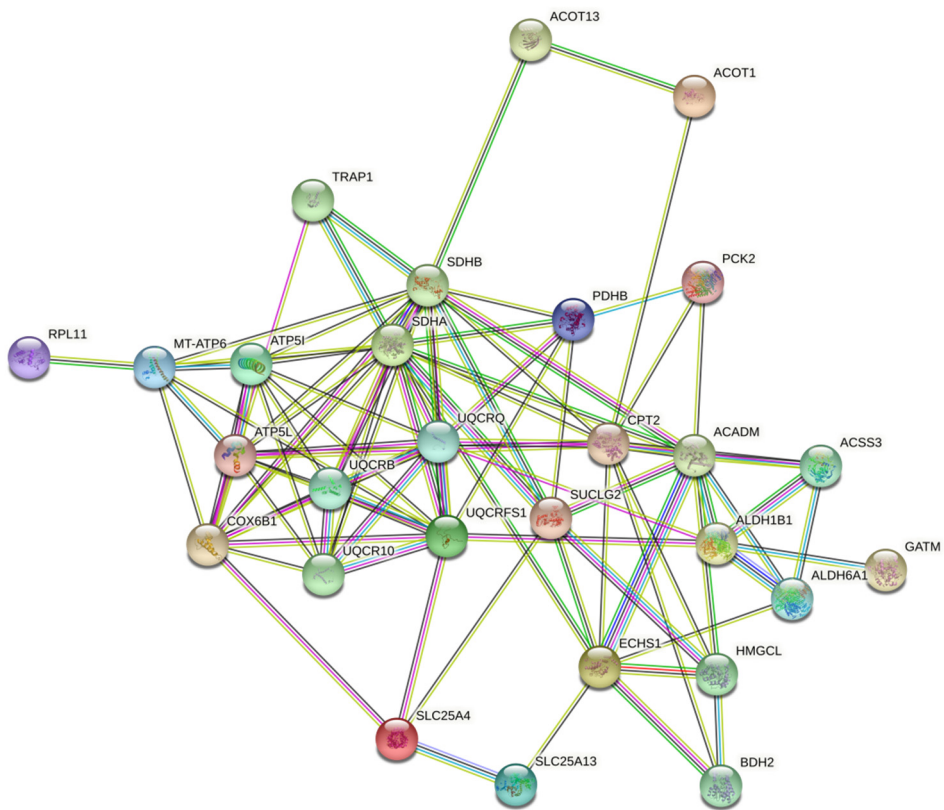 ACOT13
ACOT1
TRAP1
SDHB
PCK2
PDHB
SDHA
RPL11
MT-ATP6
ATP5I
UQCRQ
CPT2
ACADM
ATP5L
ACSS3
UQCRB
SUCLG2
UQCRFS1
COX6B1
ALDH1B1
UQCR10
GATM
ALDH6A1
ECHS1
HMGCL
SLC25A4
SLC25A13
BDH2